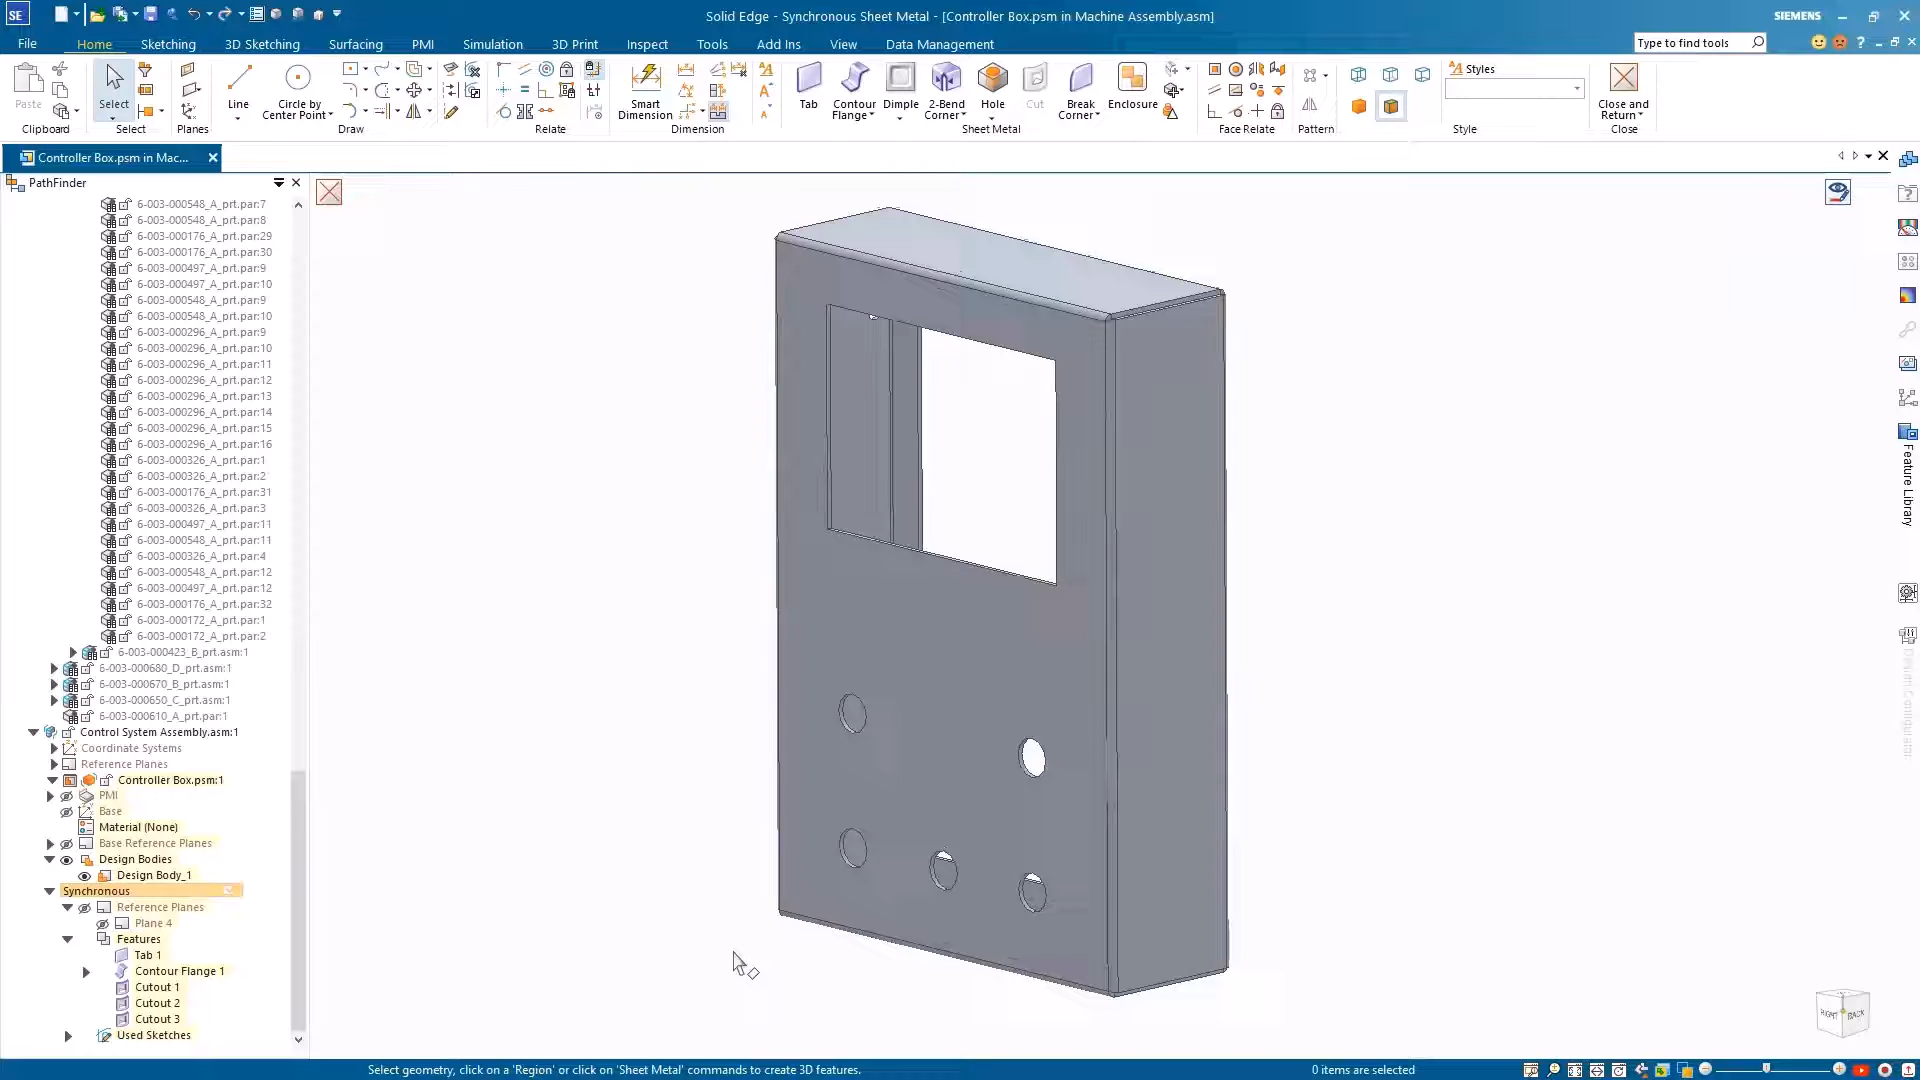 Solid Edge - Synchronous Sheet Metal - [Controller Box.psm in Machine Assembly.asm]
SIEMENS
File Home Sketching 3D Sketching Surfacing PMI Simulation 3D Print Inspect Tools Add Ins View Data Management
Type to find tools
Paste
Clipboard
Select
Select
Planes
Line
Circle by Center Point
Draw
Relate
Smart Dimension
Dimension
Tab
Contour Flange
Dimple
2-Bend Corner
Hole
Cut
Break Corner
Enclosure
Sheet Metal
Face Relate
Pattern
Styles
Style
Close and Return
Close
Controller Box.psm in Mac...
PathFinder
6-003-000548_A_prt.par:7
6-003-000548_A_prt.par:8
6-003-000176_A_prt.par:29
6-003-000176_A_prt.par:30
6-003-000497_A_prt.par:9
6-003-000497_A_prt.par:10
6-003-000548_A_prt.par:9
6-003-000548_A_prt.par:10
6-003-000296_A_prt.par:9
6-003-000296_A_prt.par:10
6-003-000296_A_prt.par:11
6-003-000296_A_prt.par:12
6-003-000296_A_prt.par:13
6-003-000296_A_prt.par:14
6-003-000296_A_prt.par:15
6-003-000296_A_prt.par:16
6-003-000326_A_prt.par:1
6-003-000326_A_prt.par:2
6-003-000176_A_prt.par:31
6-003-000326_A_prt.par:3
6-003-000497_A_prt.par:11
6-003-000548_A_prt.par:11
6-003-000326_A_prt.par:4
6-003-000548_A_prt.par:12
6-003-000497_A_prt.par:12
6-003-000176_A_prt.par:32
6-003-000172_A_prt.par:1
6-003-000172_A_prt.par:2
6-003-000423_B_prt.asm:1
6-003-000680_D_prt.asm:1
6-003-000670_B_prt.asm:1
6-003-000650_C_prt.asm:1
6-003-000610_A_prt.par:1
Control System Assembly.asm:1
Coordinate Systems
Reference Planes
Controller Box.psm:1
PMI
Base
Material (None)
Base Reference Planes
Design Bodies
Design Body_1
Synchronous
Reference Planes
Plane 4
Features
Tab 1
Contour Flange 1
Cutout 1
Cutout 2
Cutout 3
Used Sketches
Feature Library
RIGHT
BACK
Select geometry, click on a 'Region' or click on 'Sheet Metal' commands to create 3D features.
0 items are selected